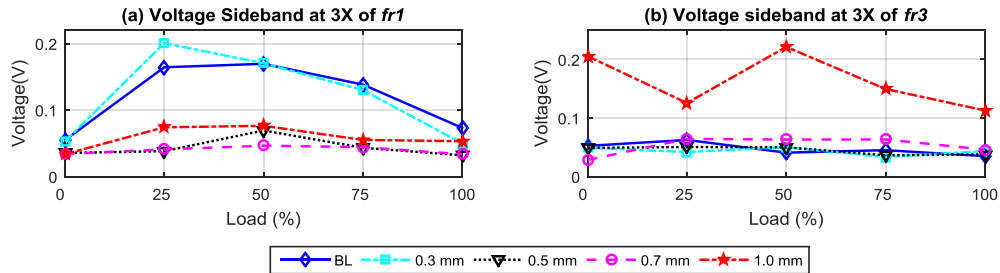 (a) Voltage Sideband at 3X of fr1
Voltage(V)
0.2
0.1
0
0 25 50 75 100
Load (%)
(b) Voltage sideband at 3X of fr3
Voltage(V)
0.2
0.1
0
0 25 50 75 100
Load (%)
BL 0.3 mm 0.5 mm 0.7 mm 1.0 mm